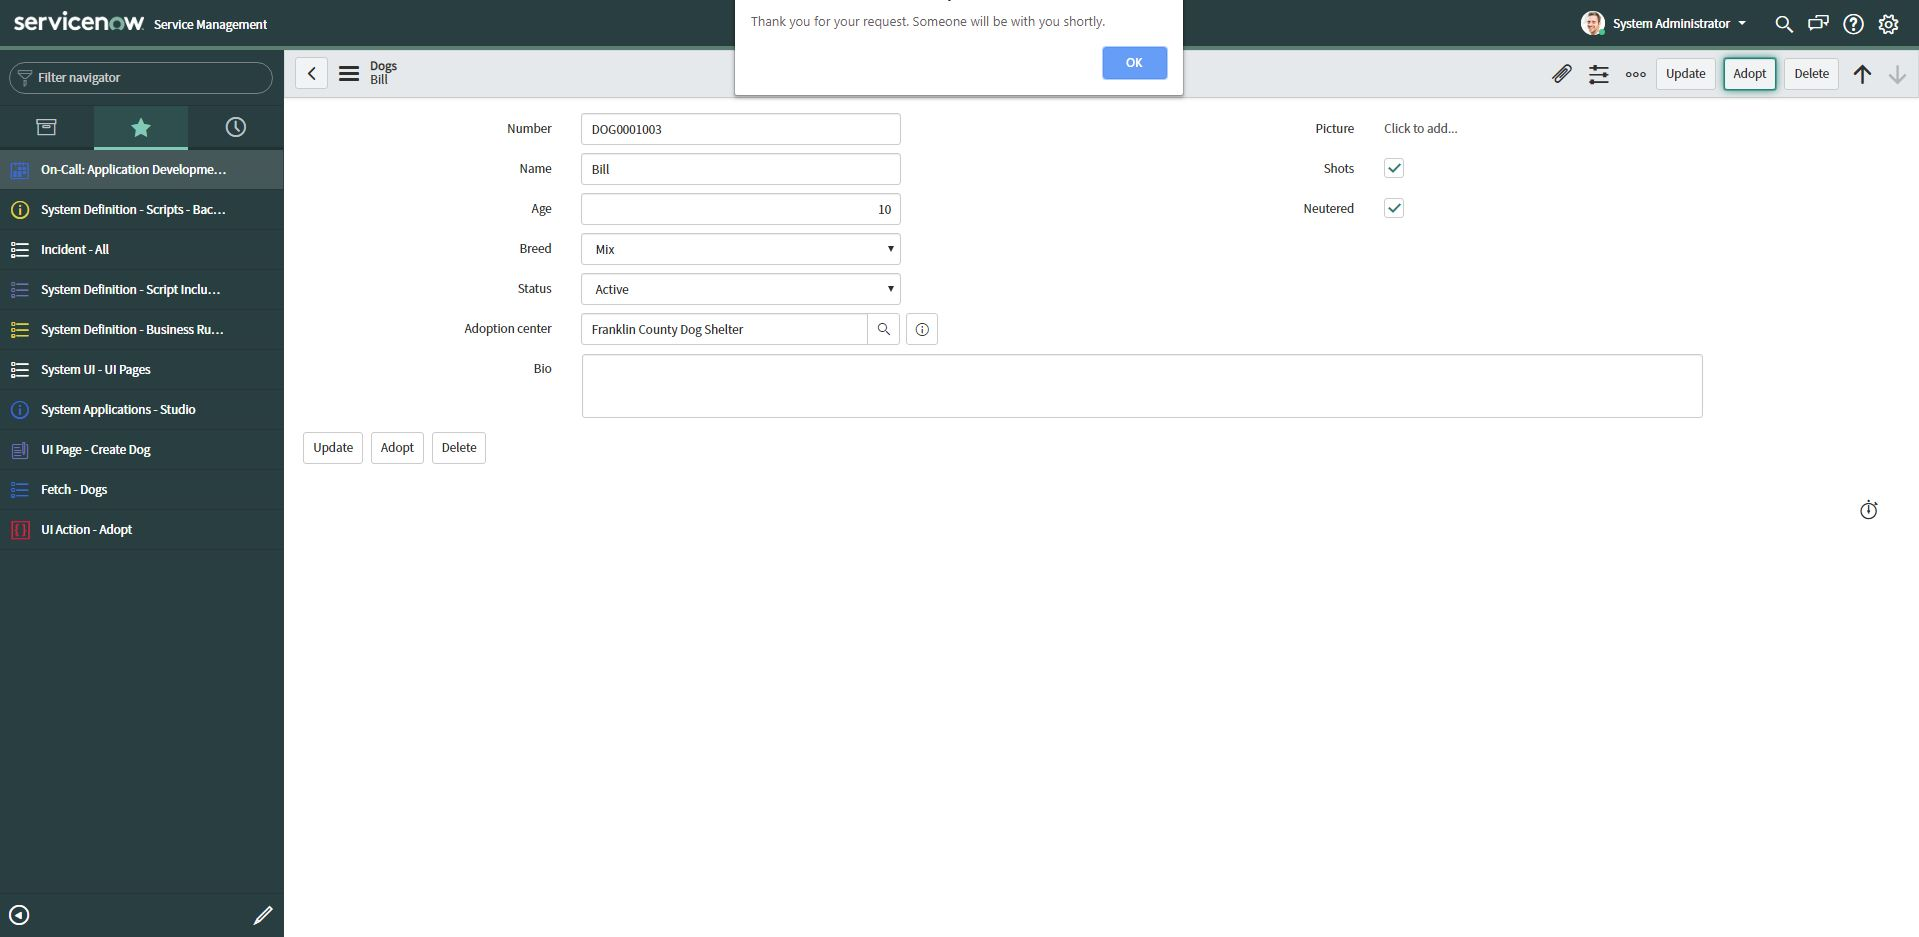 servicenow Service Management
Thank you for your request. Someone will be with you shortly.
OK
System Administrator
Filter navigator
Dogs
Bill
Update
Adopt
Delete
On-Call: Application Developme...
System Definition - Scripts - Bac...
Incident - All
System Definition - Script Inclu...
System Definition - Business Ru...
System UI - UI Pages
System Applications - Studio
UI Page - Create Dog
Fetch - Dogs
UI Action - Adopt
Number DOG0001003
Name Bill
Age 10
Breed Mix
Status Active
Adoption center Franklin County Dog Shelter
Bio
Picture Click to add...
Shots
Neutered
Update Adopt Delete